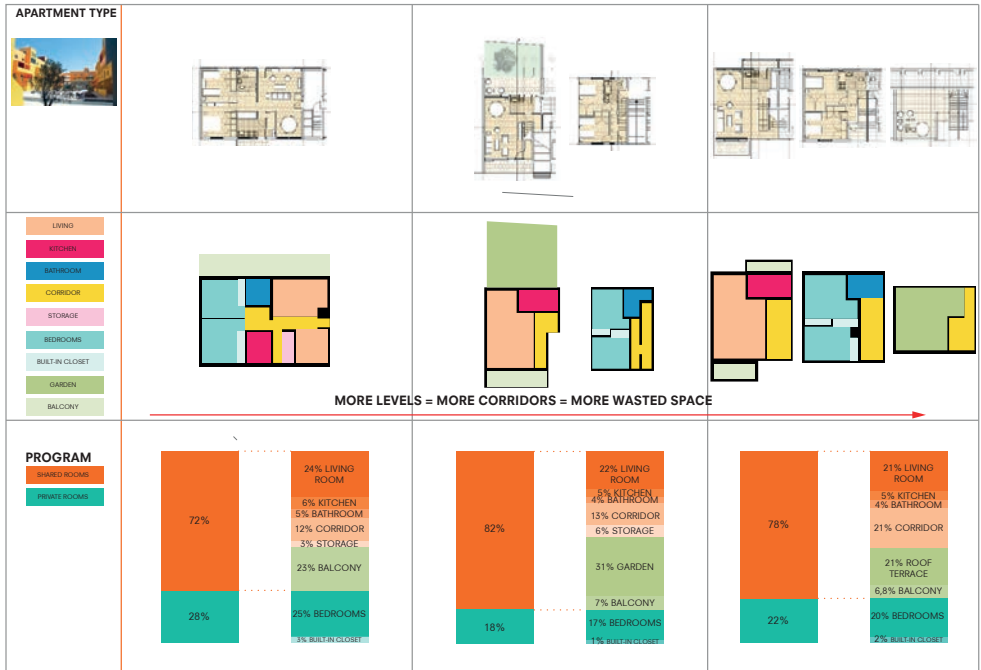 APARTMENT TYPE
LIVING
KITCHEN
BATHROOM
CORRIDOR
STORAGE
BEDROOMS
BUILT-IN CLOSET
GARDEN
BALCONY
MORE LEVELS = MORE CORRIDORS = MORE WASTED SPACE
PROGRAM
SHARED ROOMS
PRIVATE ROOMS
72%
28%
24% LIVING
ROOM
6% KITCHEN
5% BATHROOM
12% CORRIDOR
3% STORAGE
23% BALCONY
25% BEDROOMS
3% BUILT-IN CLOSET
82%
18%
22% LIVING
ROOM
5% KITCHEN
4% BATHROOM
13% CORRIDOR
6% STORAGE
31% GARDEN
7% BALCONY
17% BEDROOMS
1% BUILT-IN CLOSET
78%
22%
21% LIVING
ROOM
5% KITCHEN
4% BATHROOM
21% CORRIDOR
21% ROOF
TERRACE
6,8% BALCONY
20% BEDROOMS
2% BUILT-IN CLOSET